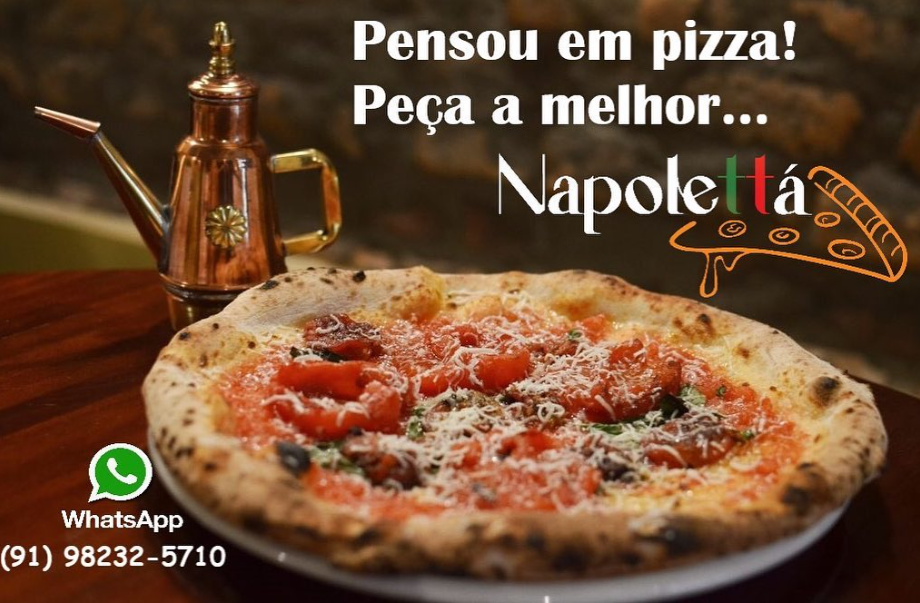 Pensou em pizza!
Peça a melhor...
Napolettá
WhatsApp
(91) 98232-5710